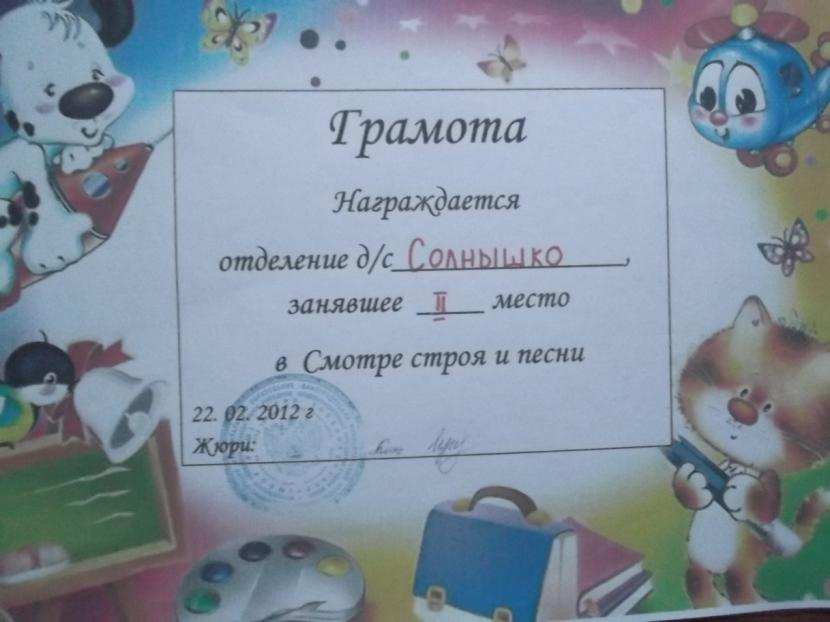 Грамота
Награждается
отделение д/с Солнышко,
занявшее II место
в Смотре строя и песни
22. 02. 2012 г
Жюри: